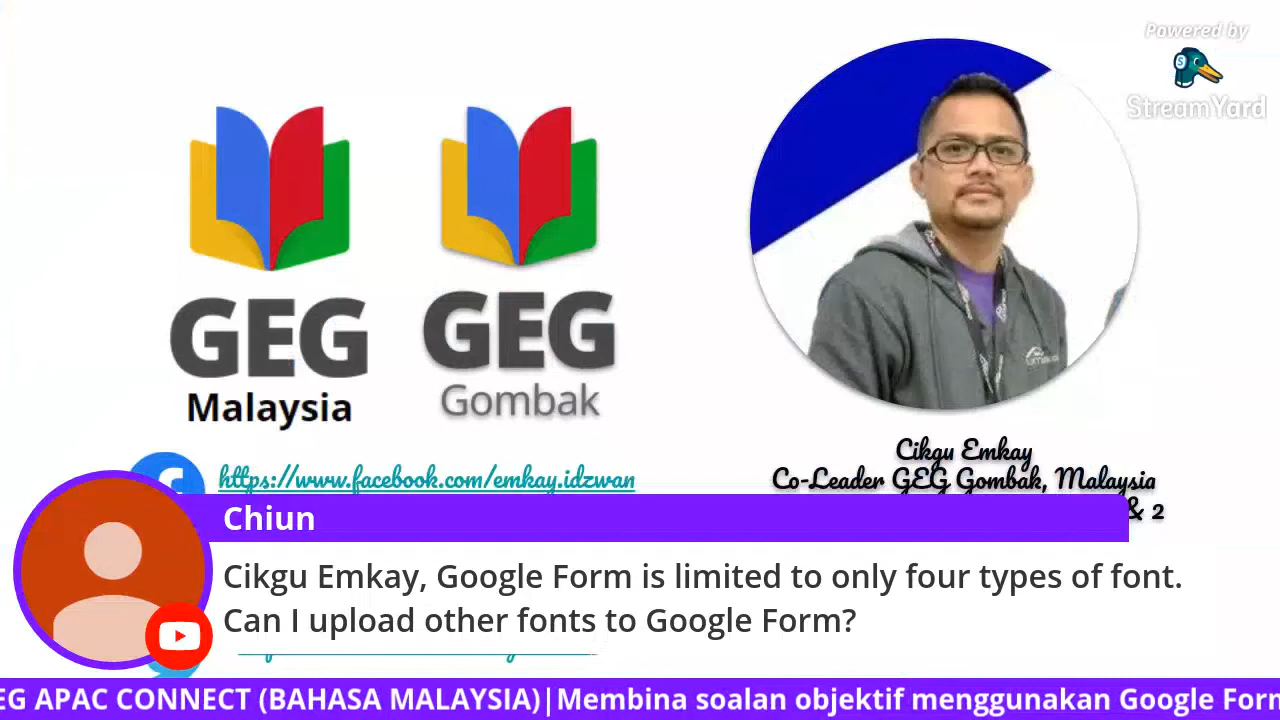 Powered by
StreamYard
GEG
Malaysia
GEG
Gombak
https://www.facebook.com/emkay.idzwan
Cikgu Emkay
Co-Leader GEG Gombak, Malaysia
& 2
Chiun
Cikgu Emkay, Google Form is limited to only four types of font.
Can I upload other fonts to Google Form?
EG APAC CONNECT (BAHASA MALAYSIA)|Membina soalan objektif menggunakan Google Form